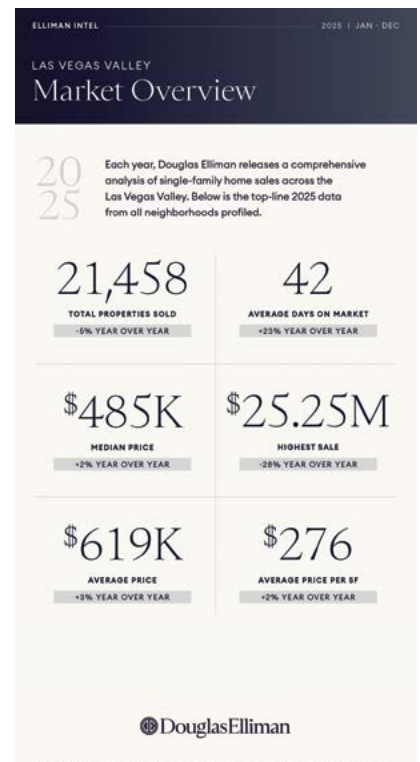 ELLIMAN INTEL
2025 | JAN - DEC
LAS VEGAS VALLEY
Market Overview
20
25
Each year, Douglas Elliman releases a comprehensive
analysis of single-family home sales across the
Las Vegas Valley. Below is the top-line 2025 data
from all neighborhoods profiled.
21,458
TOTAL PROPERTIES SOLD
-5% YEAR OVER YEAR
42
AVERAGE DAYS ON MARKET
+23% YEAR OVER YEAR
$485K
MEDIAN PRICE
+2% YEAR OVER YEAR
$25.25M
HIGHEST SALE
-28% YEAR OVER YEAR
$619K
AVERAGE PRICE
+3% YEAR OVER YEAR
$276
AVERAGE PRICE PER SF
+2% YEAR OVER YEAR
DouglasElliman